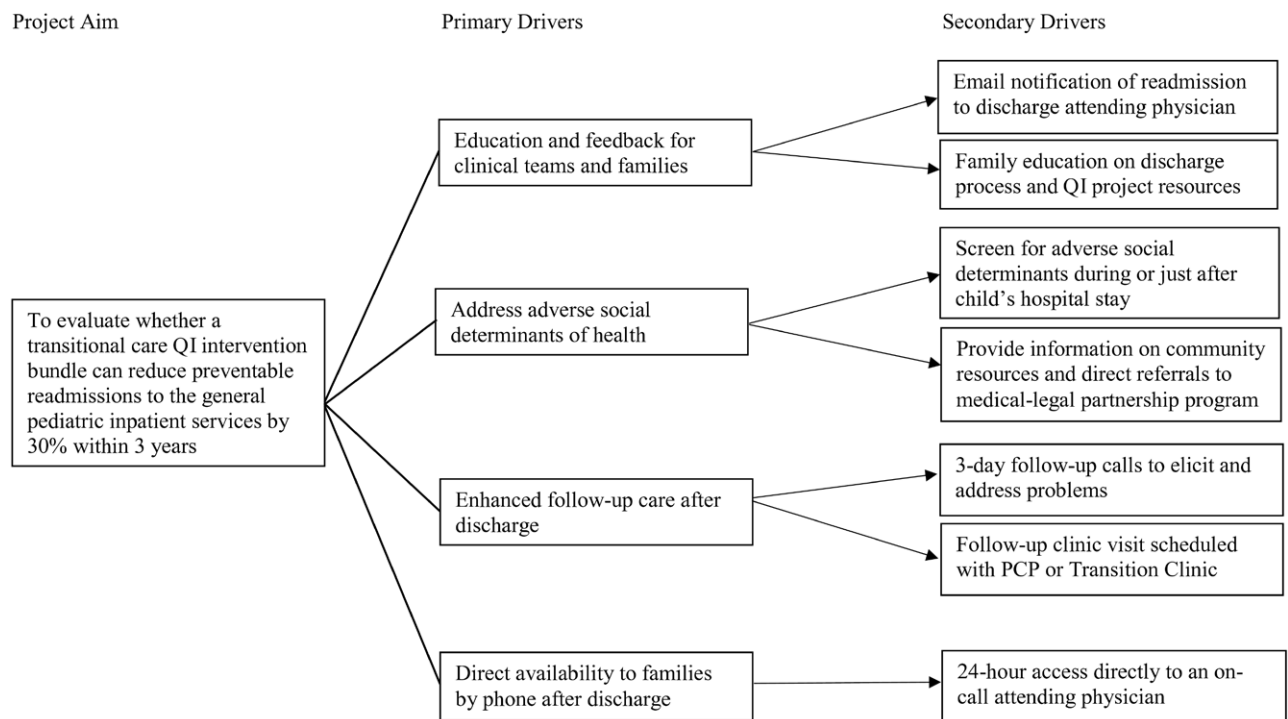 Project Aim
Primary Drivers
Secondary Drivers
To evaluate whether a
transitional care QI intervention
bundle can reduce preventable
readmissions to the general
pediatric inpatient services by
30% within 3 years
Education and feedback for
clinical teams and families
Address adverse social
determinants of health
Enhanced follow-up care after
discharge
Direct availability to families
by phone after discharge
Email notification of readmission
to discharge attending physician
Family education on discharge
process and QI project resources
Screen for adverse social
determinants during or just after
child's hospital stay
Provide information on community
resources and direct referrals to
medical-legal partnership program
3-day follow-up calls to elicit and
address problems
Follow-up clinic visit scheduled
with PCP or Transition Clinic
24-hour access directly to an on-
call attending physician